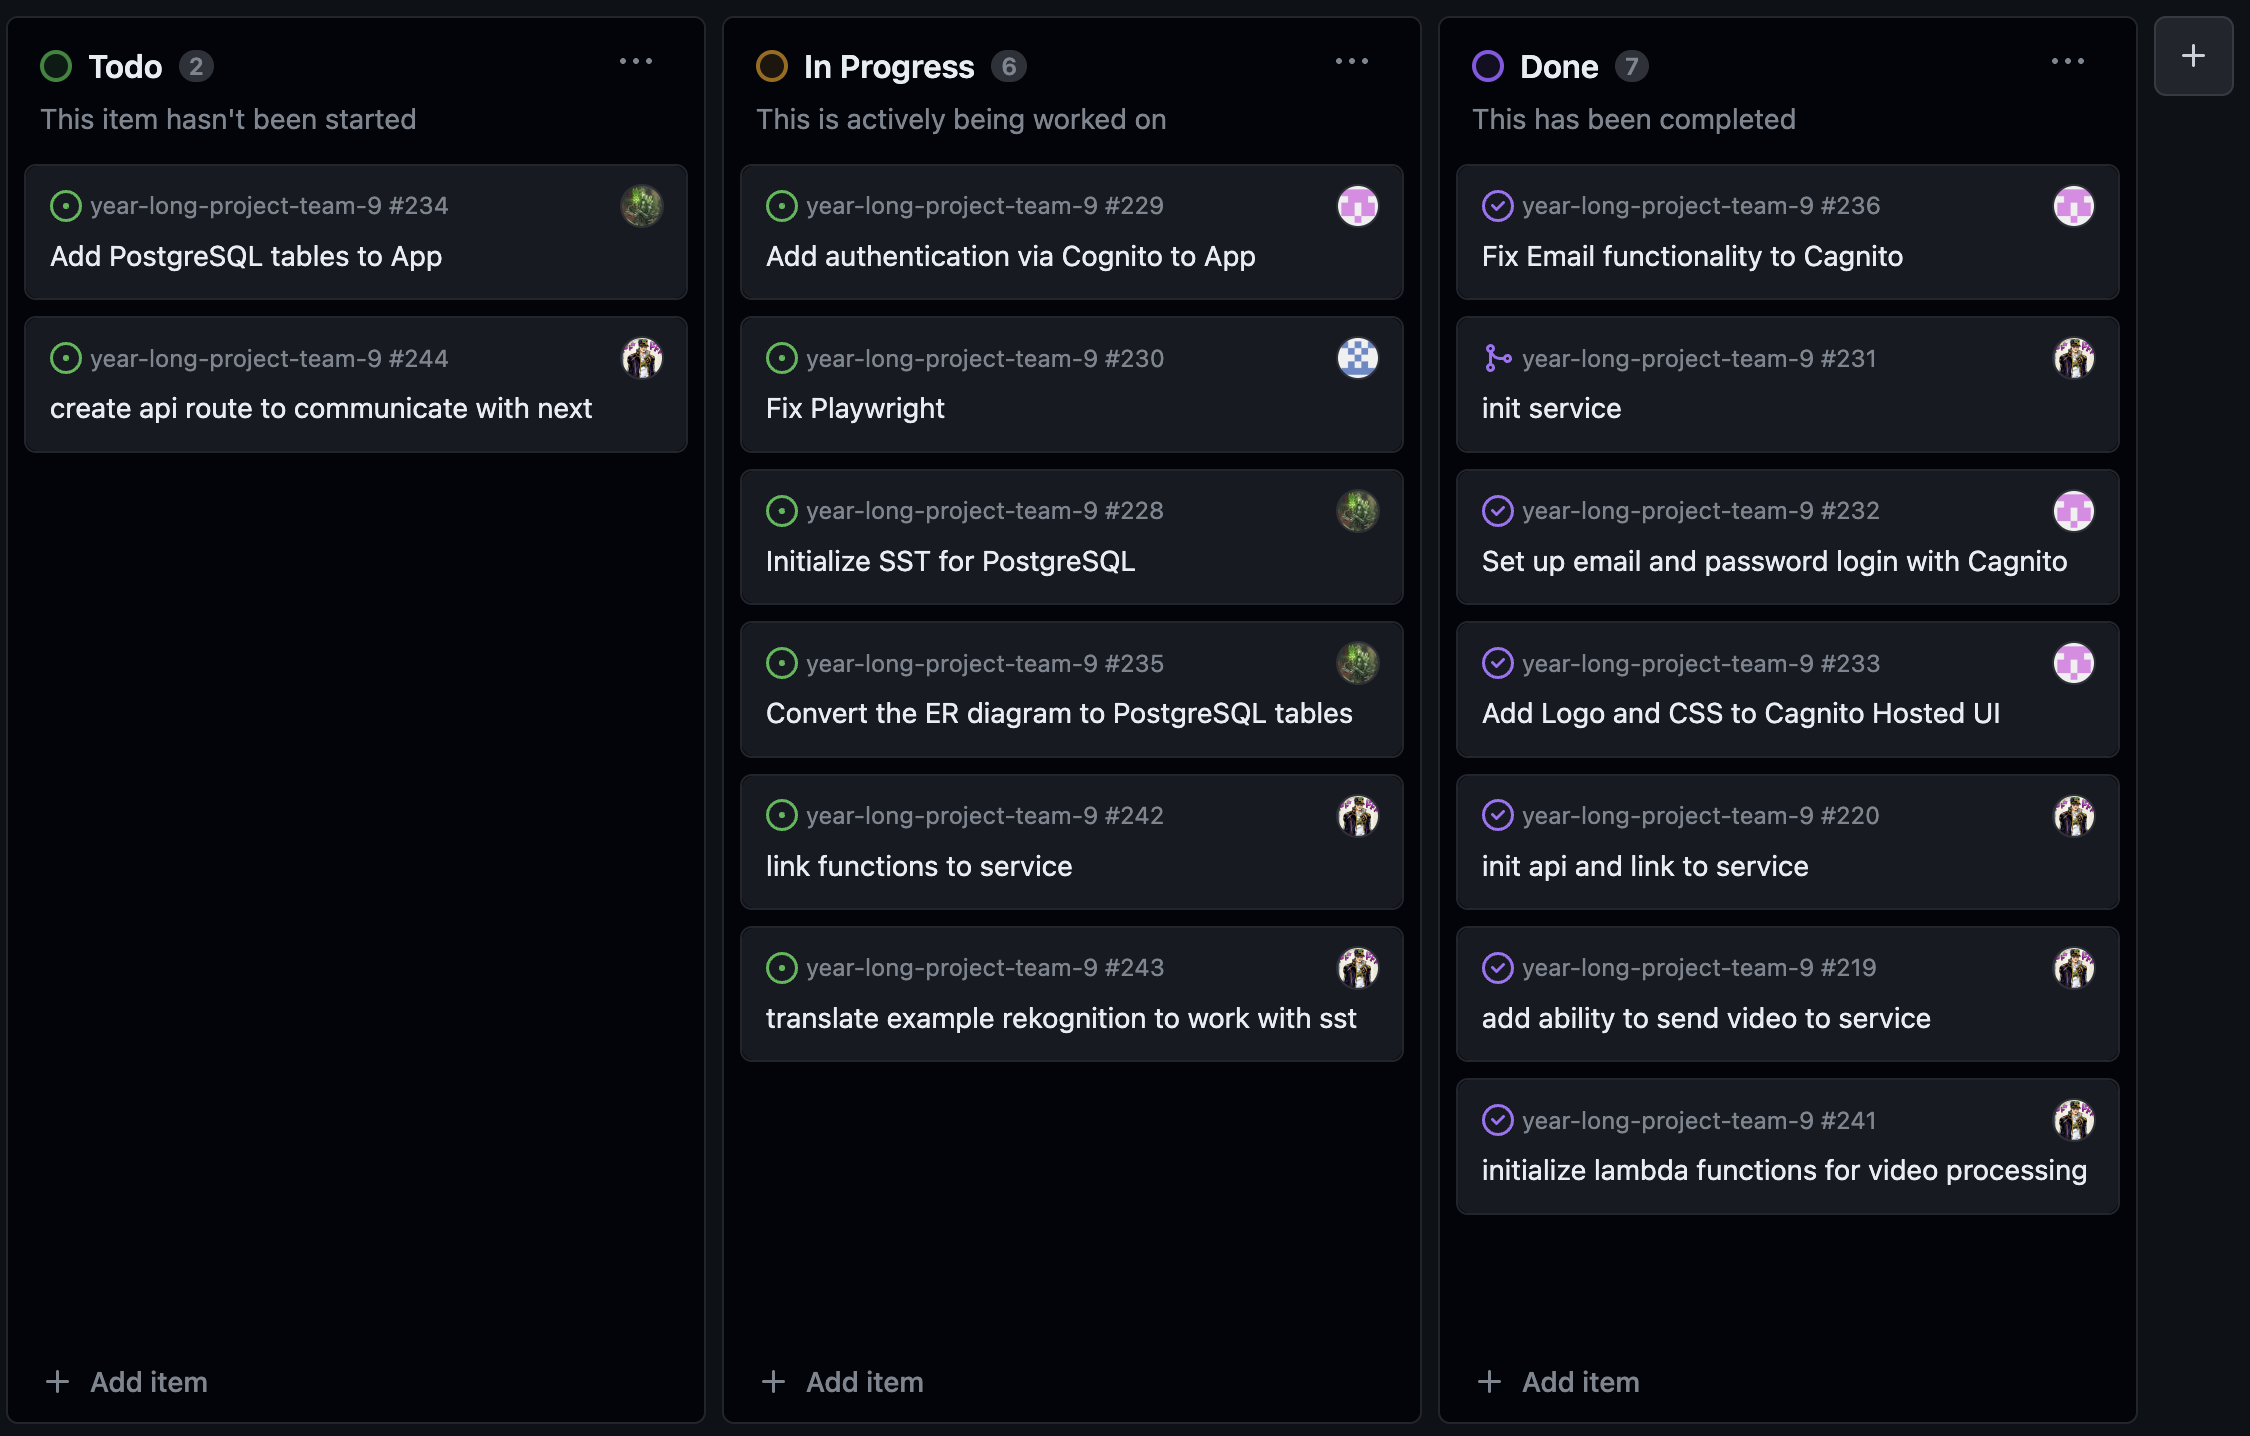 Todo 2
This item hasn't been started
year-long-project-team-9 #234
Add PostgreSQL tables to App
year-long-project-team-9 #244
create api route to communicate with next
Add item
In Progress 6
This is actively being worked on
year-long-project-team-9 #229
Add authentication via Cognito to App
year-long-project-team-9 #230
Fix Playwright
year-long-project-team-9 #228
Initialize SST for PostgreSQL
year-long-project-team-9 #235
Convert the ER diagram to PostgreSQL tables
year-long-project-team-9 #242
link functions to service
year-long-project-team-9 #243
translate example rekognition to work with sst
Add item
Done 7
This has been completed
year-long-project-team-9 #236
Fix Email functionality to Cagnito
year-long-project-team-9 #231
init service
year-long-project-team-9 #232
Set up email and password login with Cagnito
year-long-project-team-9 #233
Add Logo and CSS to Cagnito Hosted UI
year-long-project-team-9 #220
init api and link to service
year-long-project-team-9 #219
add ability to send video to service
year-long-project-team-9 #241
initialize lambda functions for video processing
Add item